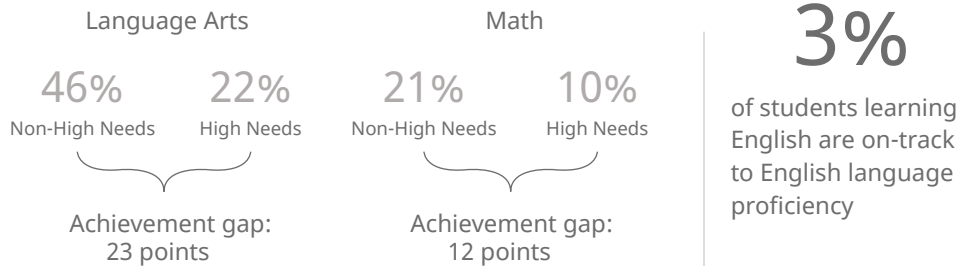 Language Arts
46%
Non-High Needs
22%
High Needs
Achievement gap:
23 points
Math
21%
Non-High Needs
10%
High Needs
Achievement gap:
12 points
3%
of students learning
English are on-track
to English language
proficiency